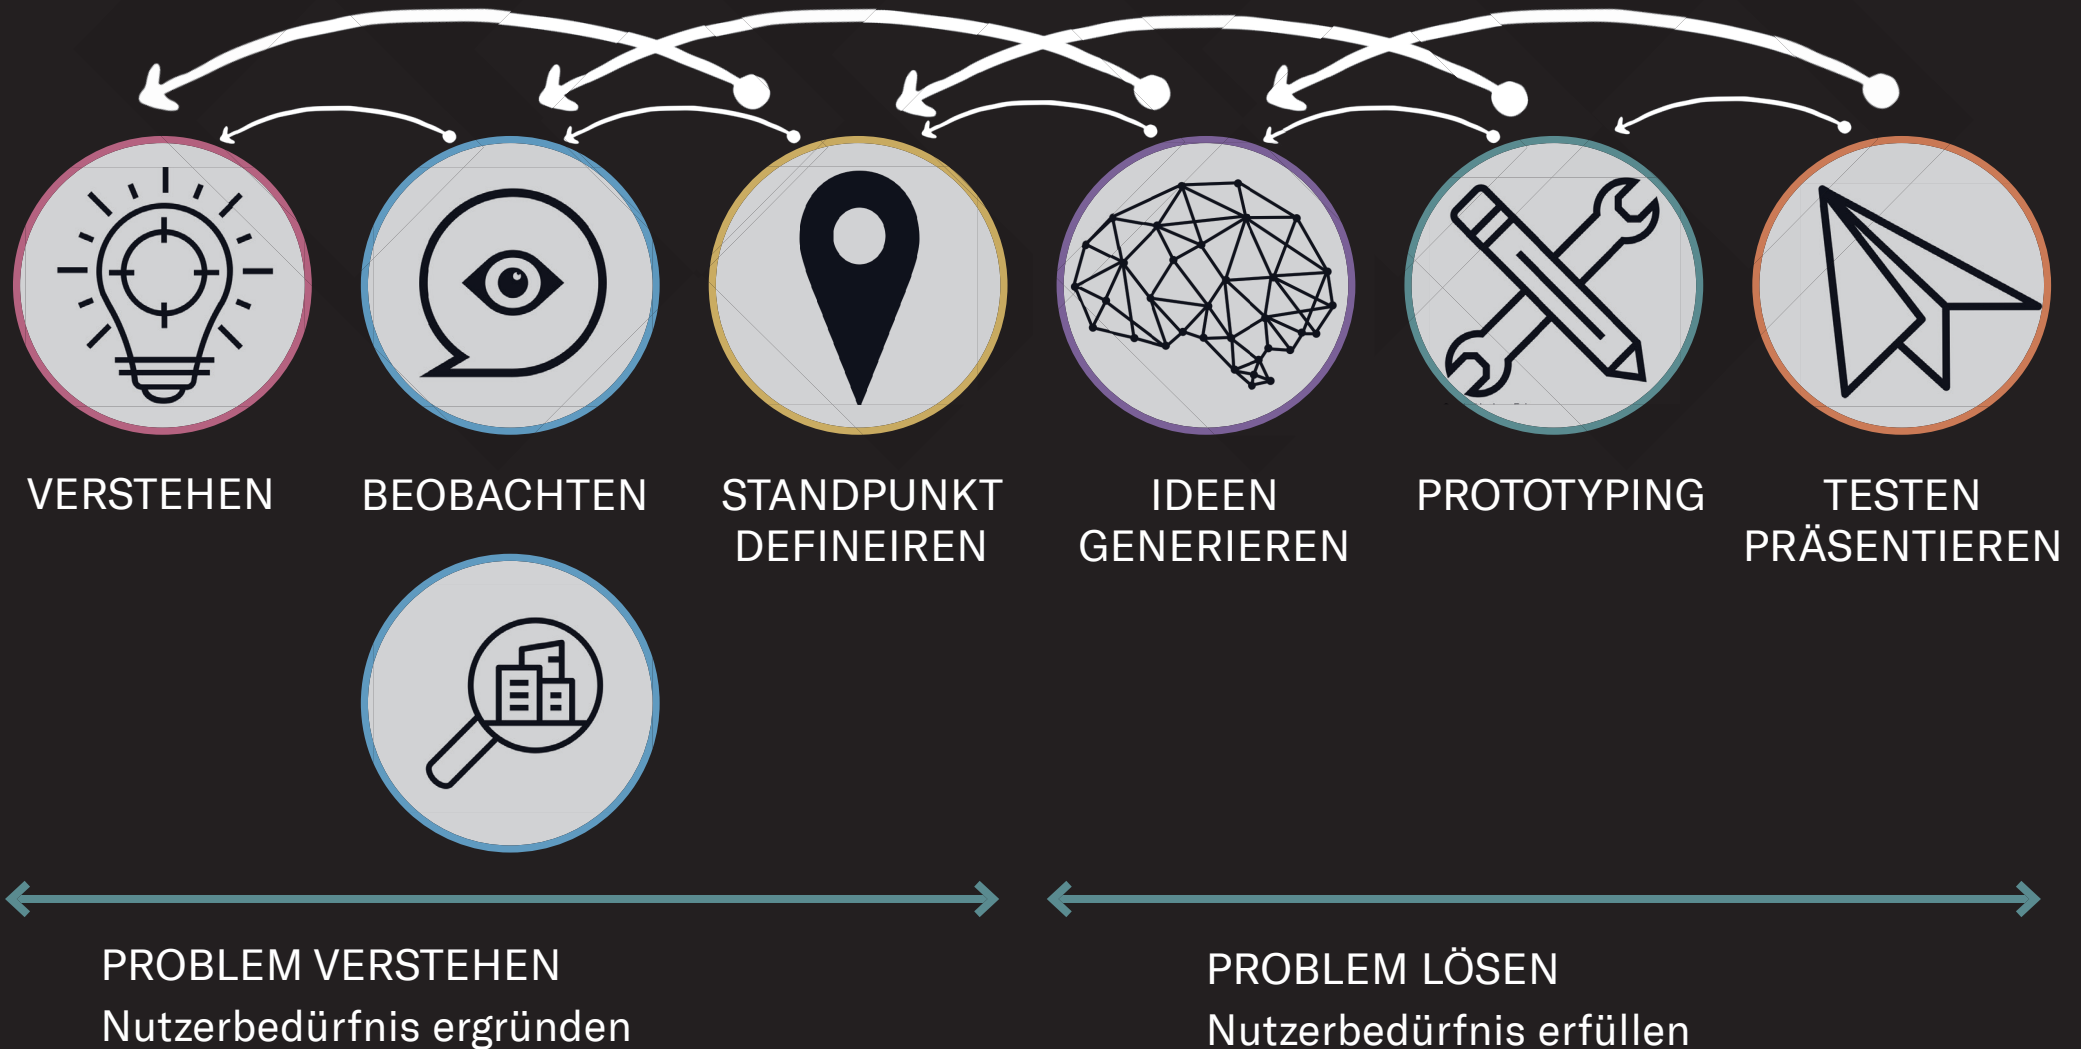 VERSTEHEN
BEOBACHTEN
STANDPUNKT
DEFINEIREN
IDEEN
GENERIEREN
PROTOTYPING
TESTEN
PRÄSENTIEREN
PROBLEM VERSTEHEN
Nutzerbedürfnis ergründen
PROBLEM LÖSEN
Nutzerbedürfnis erfüllen